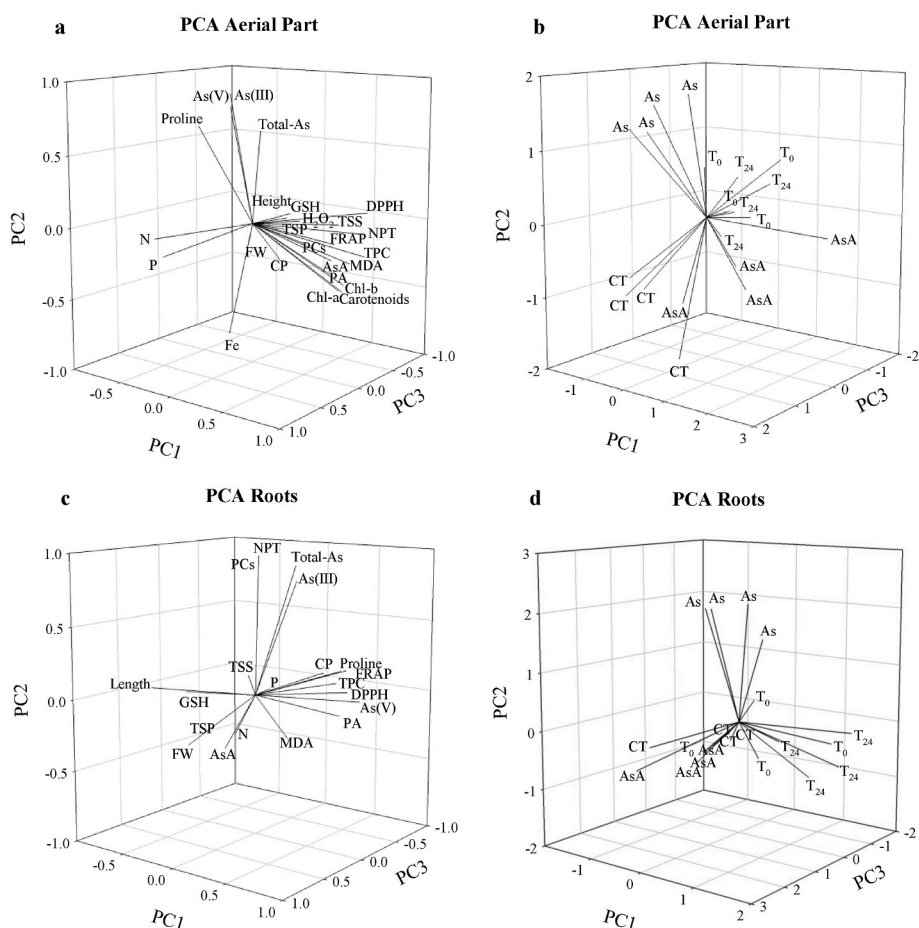 a PCA Aerial Part
1.0
0.5
0.0
-0.5
-1.0
PC2
As(V) As(III)
Proline
Total-As
Height
GSH
DPPH
H2O2
TSS
TSP
FRAP
NPT
N
PCs
TPC
P
FW
CP
AsA
MDA
PA
Chl-b
Chl-a
Carotenoids
Fe
-0.5
0.0
0.5
1.0
PC1
1.0
0.5
0.0
-0.5
-1.0
PC3
b PCA Aerial Part
2
1
0
-1
-2
PC2
As
As
As
As
T0
T0
T24
T24
T0
T24
T0
T24
AsA
AsA
AsA
AsA
CT
CT
CT
CT
-1
0
1
2
3
PC1
2
1
0
-1
-2
PC3
c PCA Roots
1.0
0.5
0.0
-0.5
-1.0
PC2
NPT
PCs
Total-As
As(III)
TSS
P
CP
Proline
FRAP
TPC
Length
GSH
DPPH
As(V)
TSP
N
PA
FW
AsA
MDA
-0.5
0.0
0.5
1.0
PC1
1.0
0.5
0.0
-0.5
-1.0
PC3
d PCA Roots
3
2
1
0
-1
-2
PC2
As
As
As
As
T0
CT
CT
CT
CT
T24
T0
T24
T0
AsA
AsA
AsA
AsA
T0
T24
T24
-1
0
1
2
PC1
3
2
1
0
-1
-2
PC3